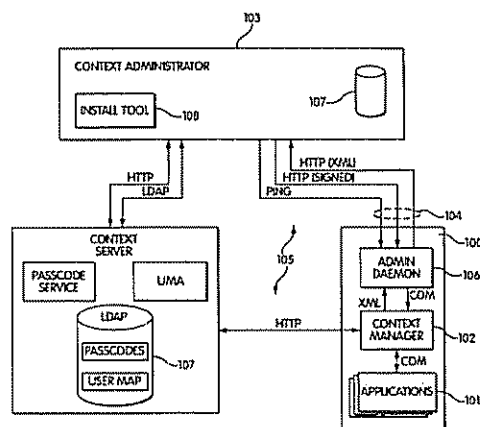 103
CONTEXT ADMINISTRATOR
INSTALL TOOL
108
107
HTTP (XML)
HTTP (SIGNED)
PING
HTTP
LDAP
104
105
100
CONTEXT
SERVER
PASSCODE
SERVICE
UMA
LDAP
PASSCODES
USER MAP
107
HTTP
ADMIN
DAEMON
106
XML
COM
CONTEXT
MANAGER
102
COM
APPLICATIONS
101